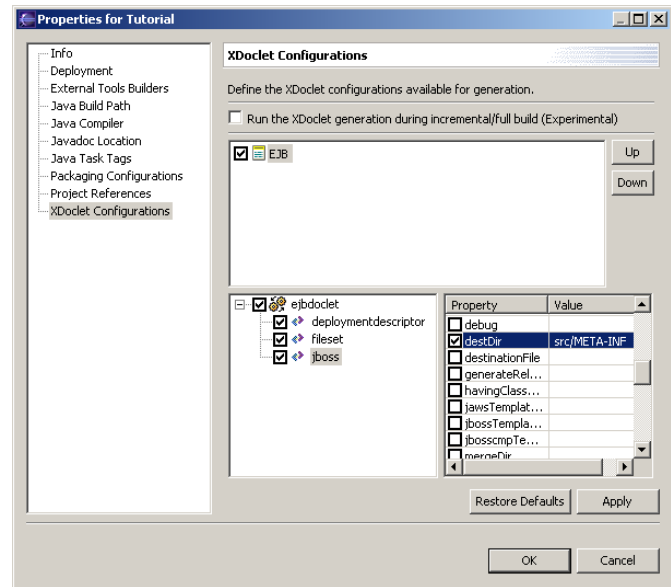 Properties for Tutorial
Info
Deployment
External Tools Builders
Java Build Path
Java Compiler
Javadoc Location
Java Task Tags
Packaging Configurations
Project References
XDoclet Configurations
XDoclet Configurations
Define the XDoclet configurations available for generation.
Run the XDoclet generation during incremental/full build (Experimental)
EJB
Up
Down
ejbdoclet
deploymentdescriptor
fileset
jboss
Property Value
debug
destDir src/META-INF
destinationFile
generateRel...
havingClass...
jawsTemplat...
jbossTempla...
jbosscmpTe...
mergeDir
Restore Defaults Apply
OK Cancel